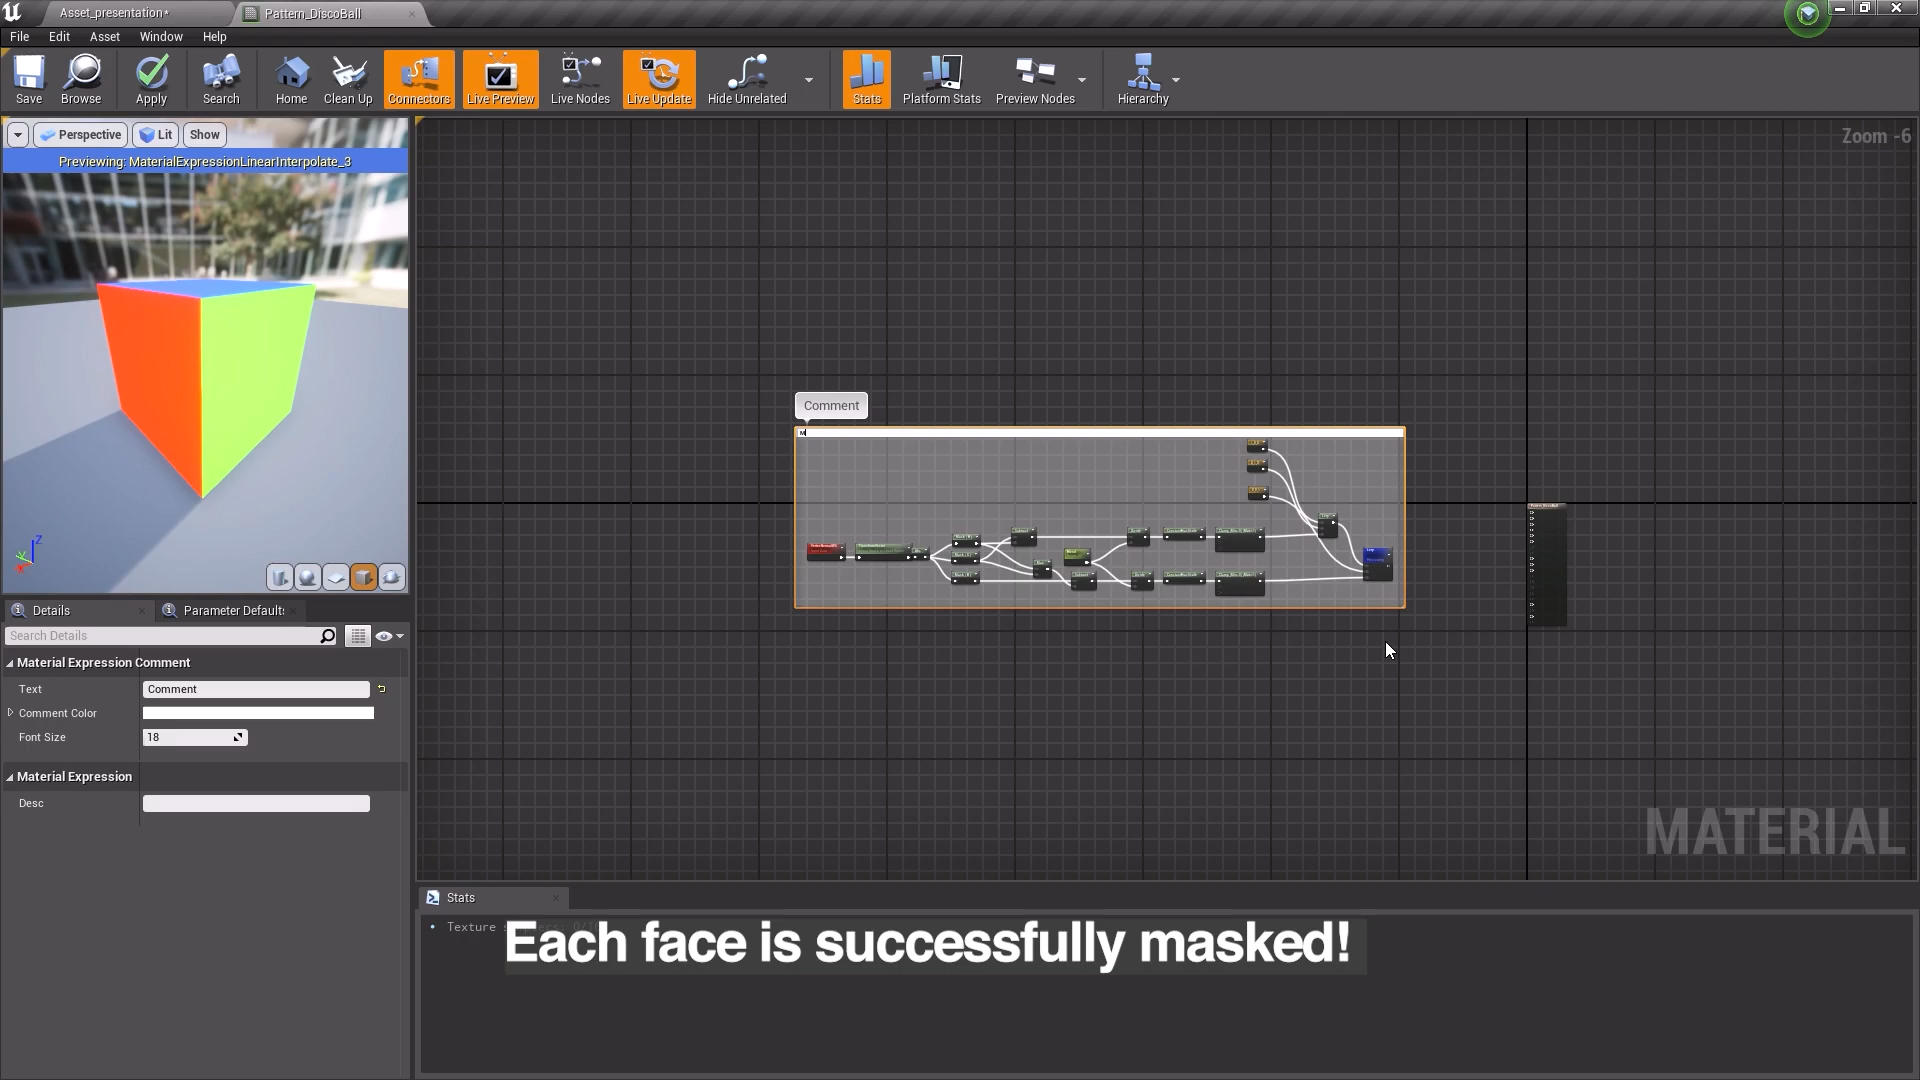 Asset_presentation*
Pattern_DiscoBall
File Edit Asset Window Help
Save Browse Apply Search Home Clean Up Connectors Live Preview Live Nodes Live Update Hide Unrelated Stats Platform Stats Preview Nodes Hierarchy
Perspective Lit Show
Zoom -6
Previewing: MaterialExpressionLinearInterpolate_3
Comment
M
Z
Y
X
Details
Parameter Defaults
Search Details
Material Expression Comment
Text Comment
Comment Color
Font Size 18
Material Expression
Desc
MATERIAL
Stats
Texture
Each face is successfully masked!